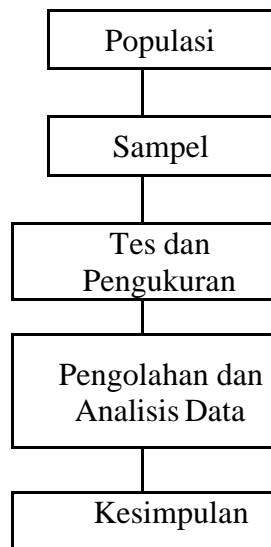 Populasi
Sampel
Tes dan
Pengukuran
Pengolahan dan
Analisis Data
Kesimpulan